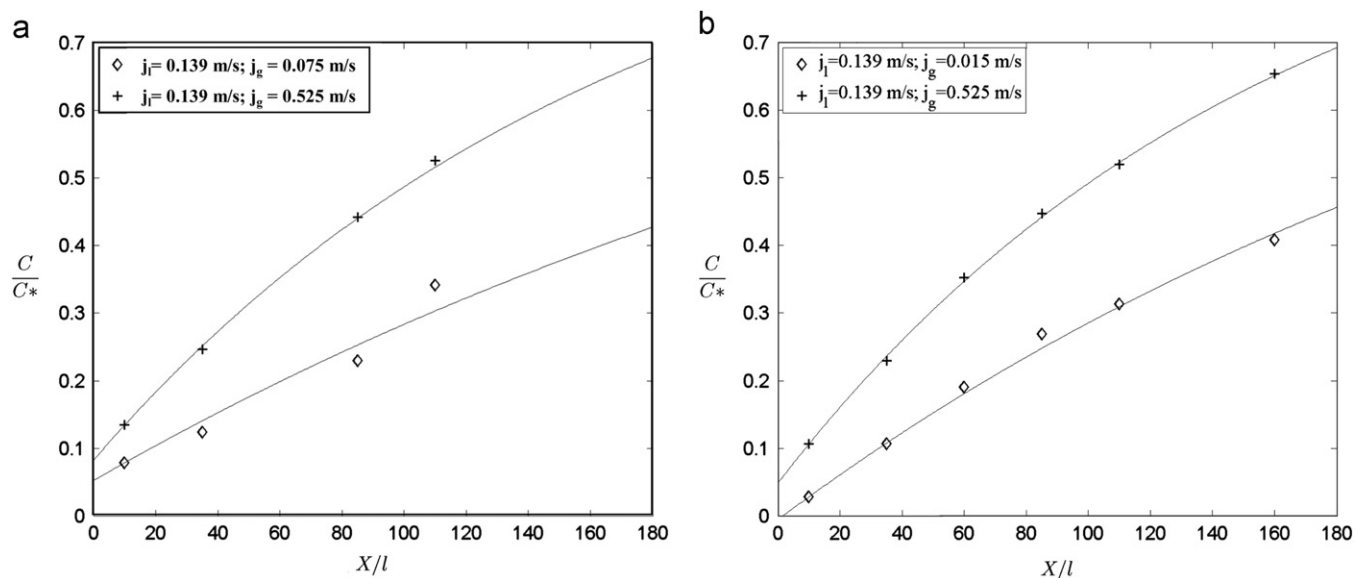 a
0.7
0.6
0.5
0.4
0.3
0.2
0.1
0
C
C*
j_l= 0.139 m/s; j_g = 0.075 m/s
j_l= 0.139 m/s; j_g = 0.525 m/s
0 20 40 60 80 100 120 140 160 180
X/l
b
0.7
0.6
0.5
0.4
0.3
0.2
0.1
0
C
C*
j_l=0.139 m/s; j_g=0.015 m/s
j_l=0.139 m/s; j_g=0.525 m/s
0 20 40 60 80 100 120 140 160 180
X/l